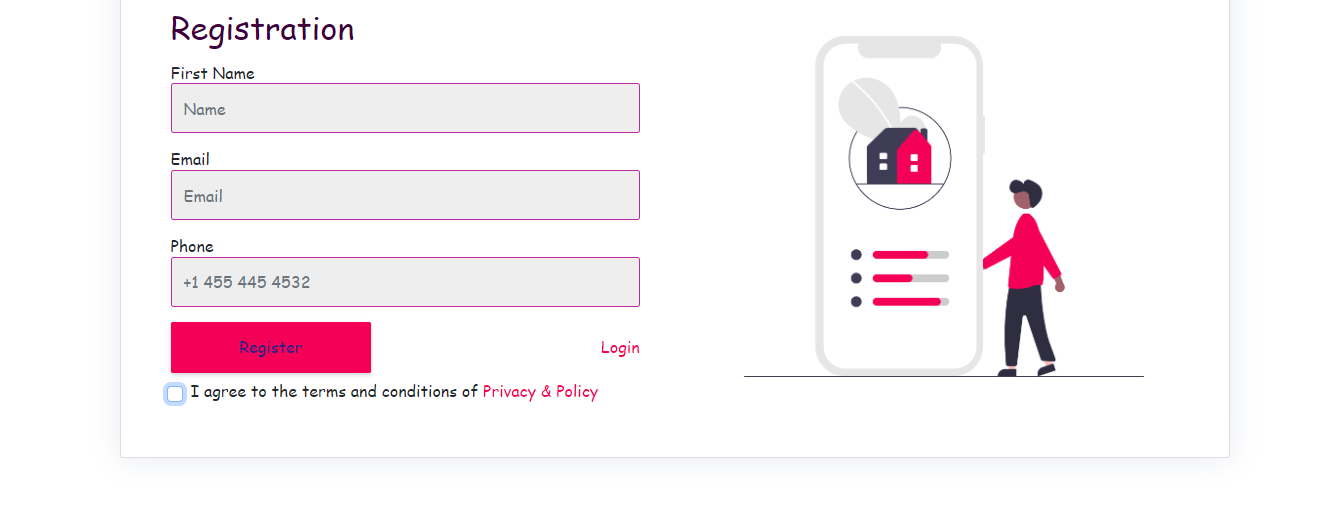 Registration
First Name
Name
Email
Email
Phone
+1 455 445 4532
Register
Login
I agree to the terms and conditions of Privacy & Policy